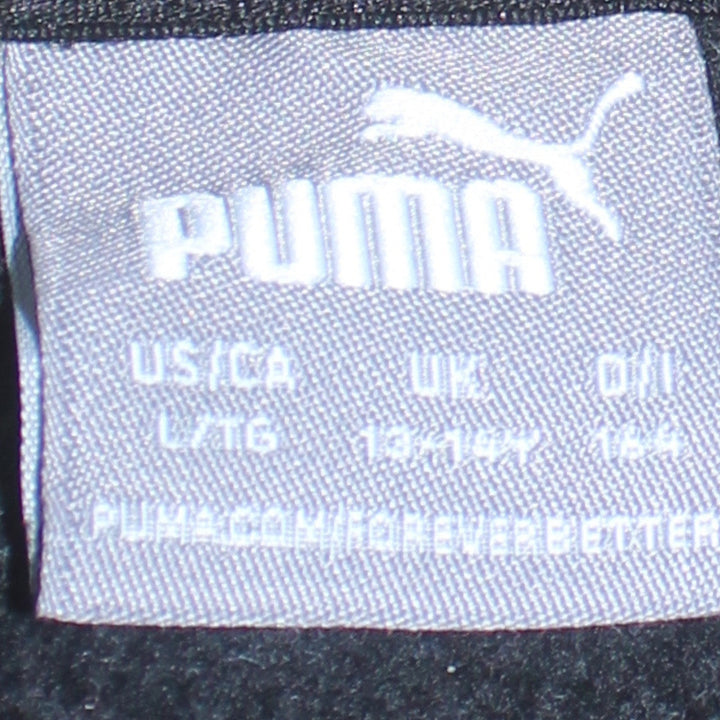 PUMA
US/CA UK D/I
L/TG 13-14Y 164
PUMA.COM/FOREVERBETTER